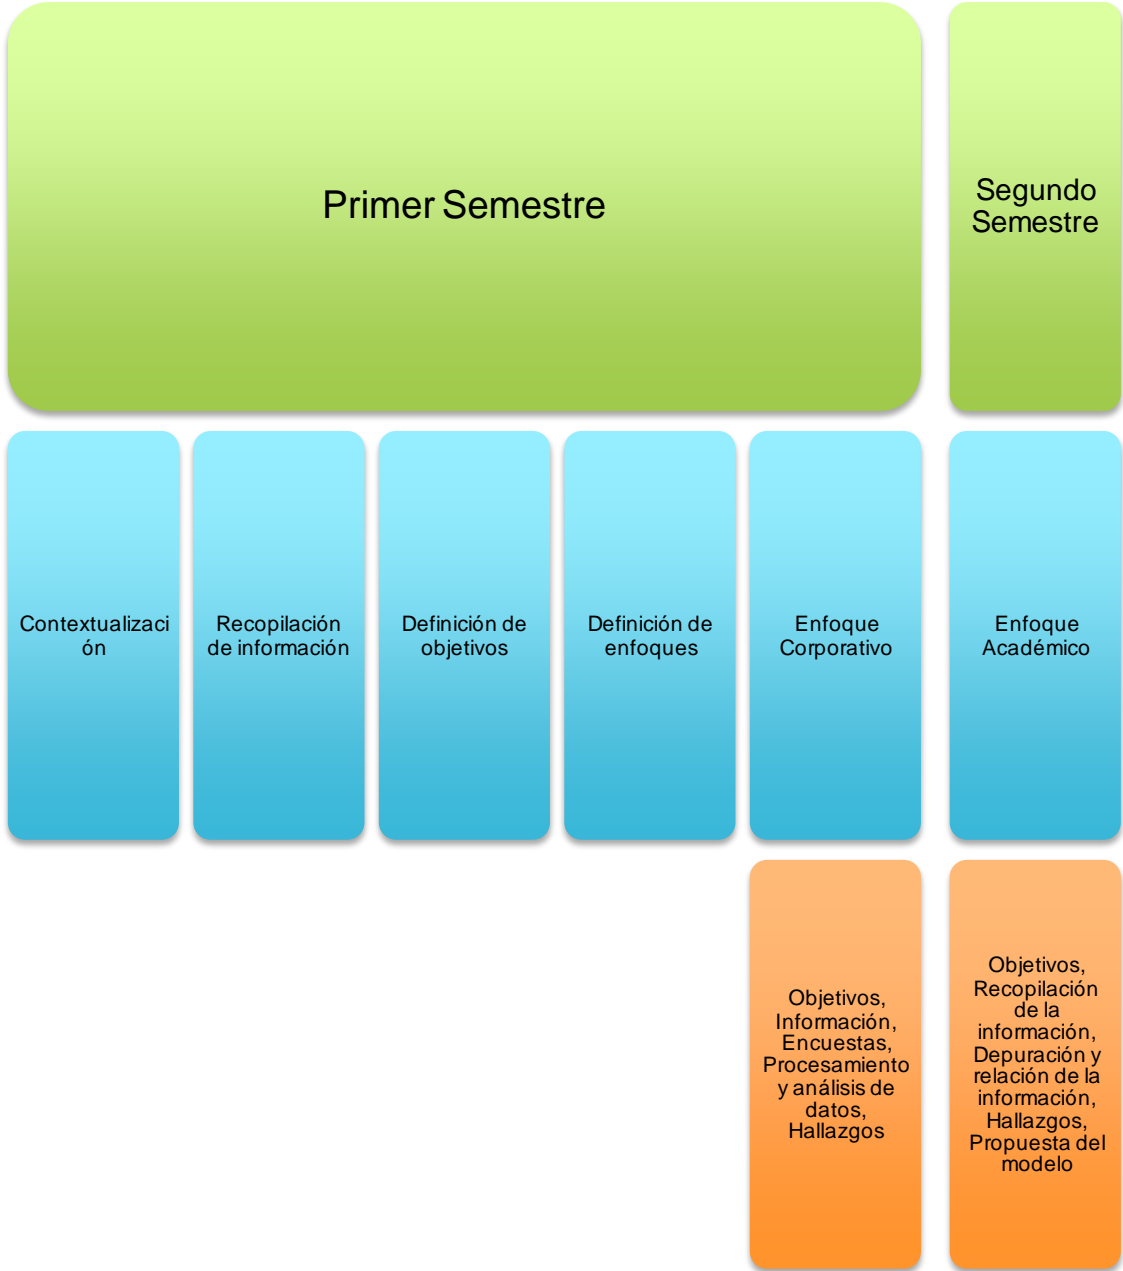 Primer Semestre
Segundo
Semestre
Contextualizaci
ón
Recopilación
de información
Definición de
objetivos
Definición de
enfoques
Enfoque
Corporativo
Enfoque
Académico
Objetivos,
Información,
Encuestas,
Procesamiento
y análisis de
datos,
Hallazgos
Objetivos,
Recopilación
de la
información,
Depuración y
relación de la
información,
Hallazgos,
Propuesta del
modelo